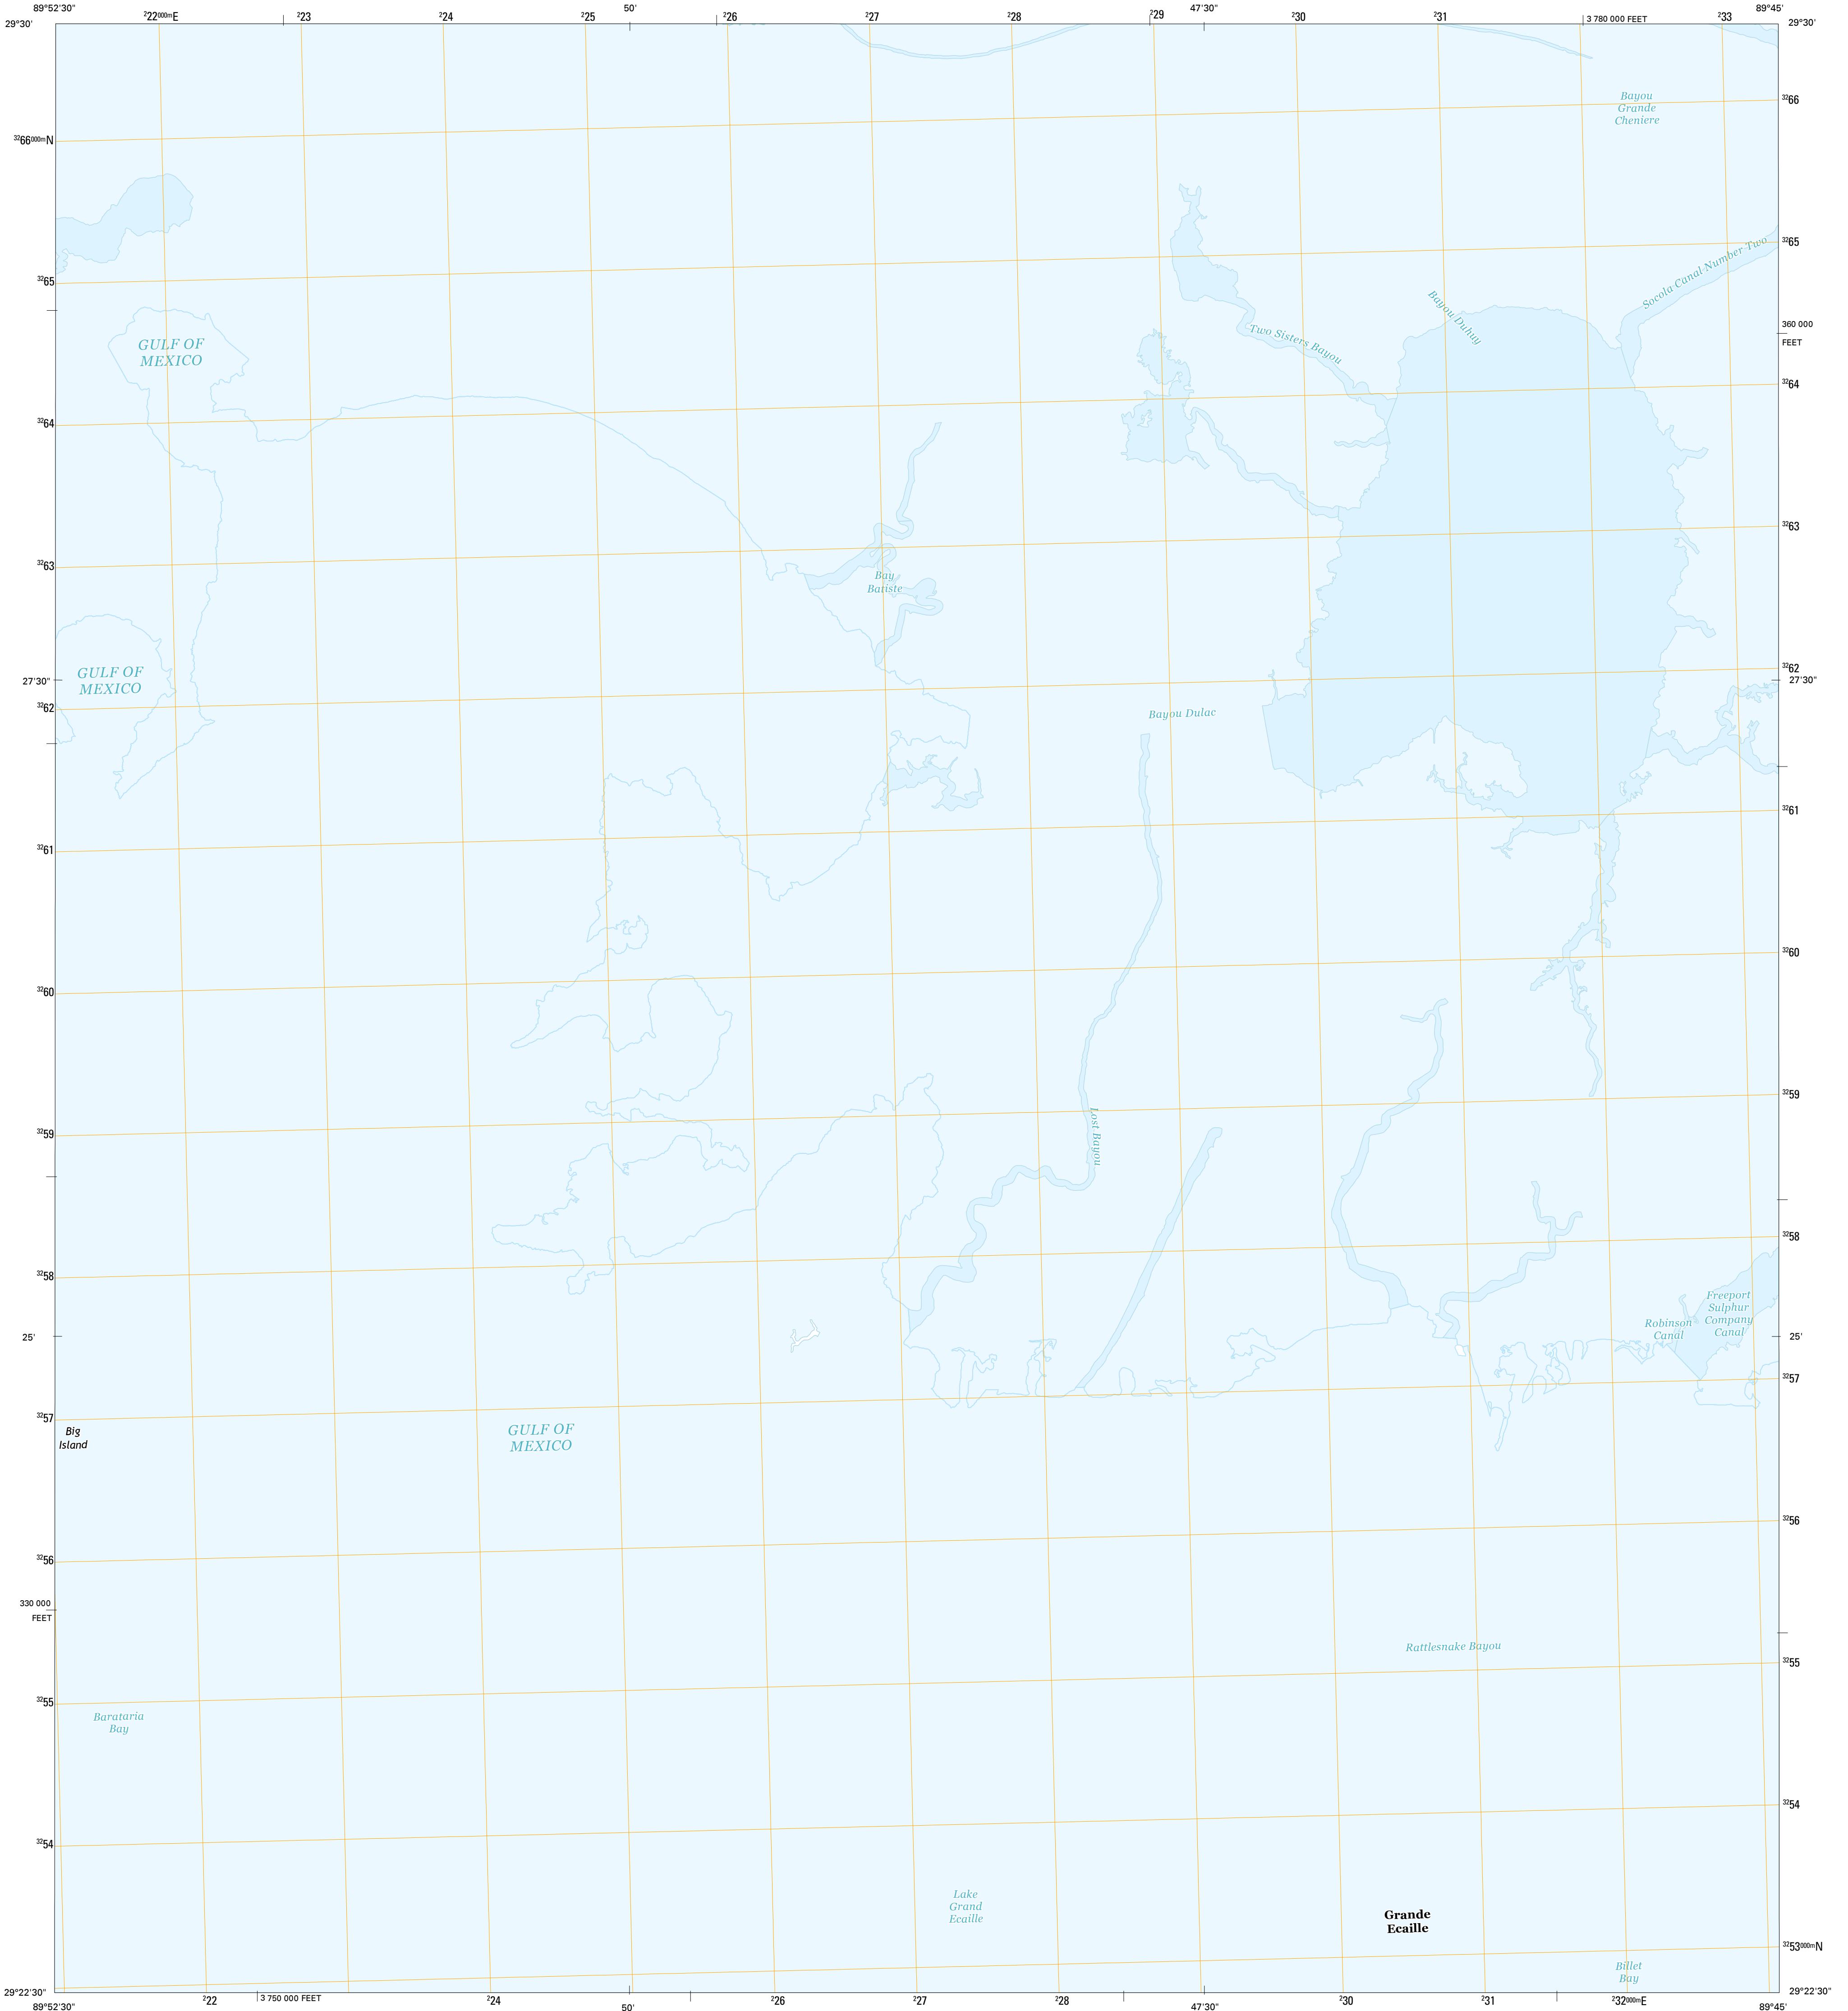 89°52'30"
²22⁰⁰⁰ᵐE
²23
²24
²25
50'
²26
²27
²28
²29
47'30"
²30
²31
3 780 000 FEET
²33
89°45'
29°30'
29°30'
Bayou
Grande
Cheniere
³²66
³²66⁰⁰⁰ᵐN
³²65
Socola Canal Number Two
³²65
Bayou Duhuy
360 000
FEET
Two Sisters Bayou
GULF OF
MEXICO
³²64
³²64
³²63
³²63
Bay
Batiste
GULF OF
MEXICO
³²62
27'30"
27'30"
³²62
Bayou Dulac
³²61
³²61
³²60
³²60
³²59
³²59
Lost Bayou
³²58
³²58
Freeport
Sulphur
Company
Canal
Robinson
Canal
25'
25'
³²57
³²57
Big
Island
GULF OF
MEXICO
³²56
³²56
330 000
FEET
Rattlesnake Bayou
³²55
³²55
Barataria
Bay
³²54
³²54
Lake
Grand
Ecaille
Grande
Ecaille
³²53⁰⁰⁰ᵐN
Billet
Bay
29°22'30"
29°22'30"
89°52'30"
²22
3 750 000 FEET
²24
50'
²26
²27
²28
47'30"
²30
²31
²32⁰⁰⁰ᵐE
89°45'